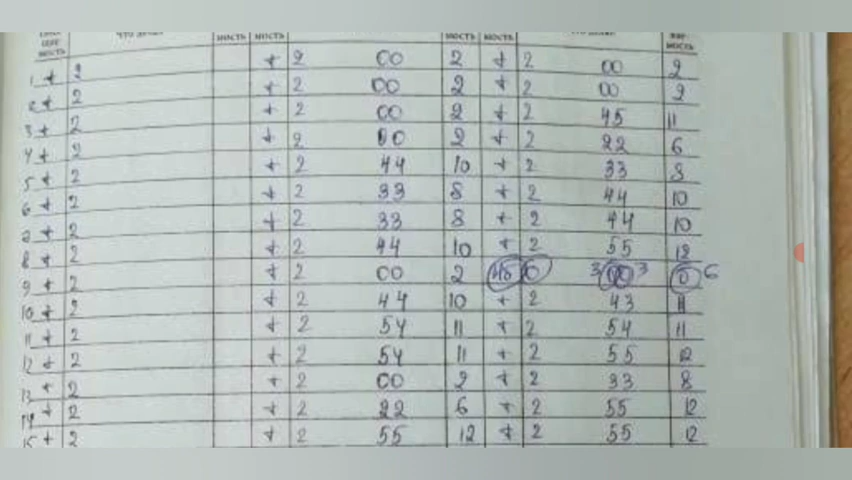 ЩАЕ- ЧТО ДЕЛАЛ МОСТЬ МОСТЬ МОСТЬ МОСТЬ ВАЕ-
МОСТЬ МОСТЬ
1 + 2 + 2 00 2 + 2 00 2
2 + 2 + 2 00 2 + 2 00 2
3 + 2 + 2 00 2 + 2 45 11
4 + 2 + 2 00 2 + 2 22 6
5 + 2 + 2 44 10 + 2 33 8
6 + 2 + 2 33 8 + 2 44 10
7 + 2 + 2 33 8 + 2 44 10
8 + 2 + 2 44 10 + 2 55 12
9 + 2 + 2 00 2 нб 0 3 00 3 0 6
10 + 2 + 2 44 10 + 2 43 11
11 + 2 + 2 54 11 + 2 54 11
12 + 2 + 2 54 11 + 2 55 12
13 + 2 + 2 00 2 + 2 33 8
14 + 2 + 2 22 6 + 2 55 12
15 + 2 + 2 55 12 + 2 55 12